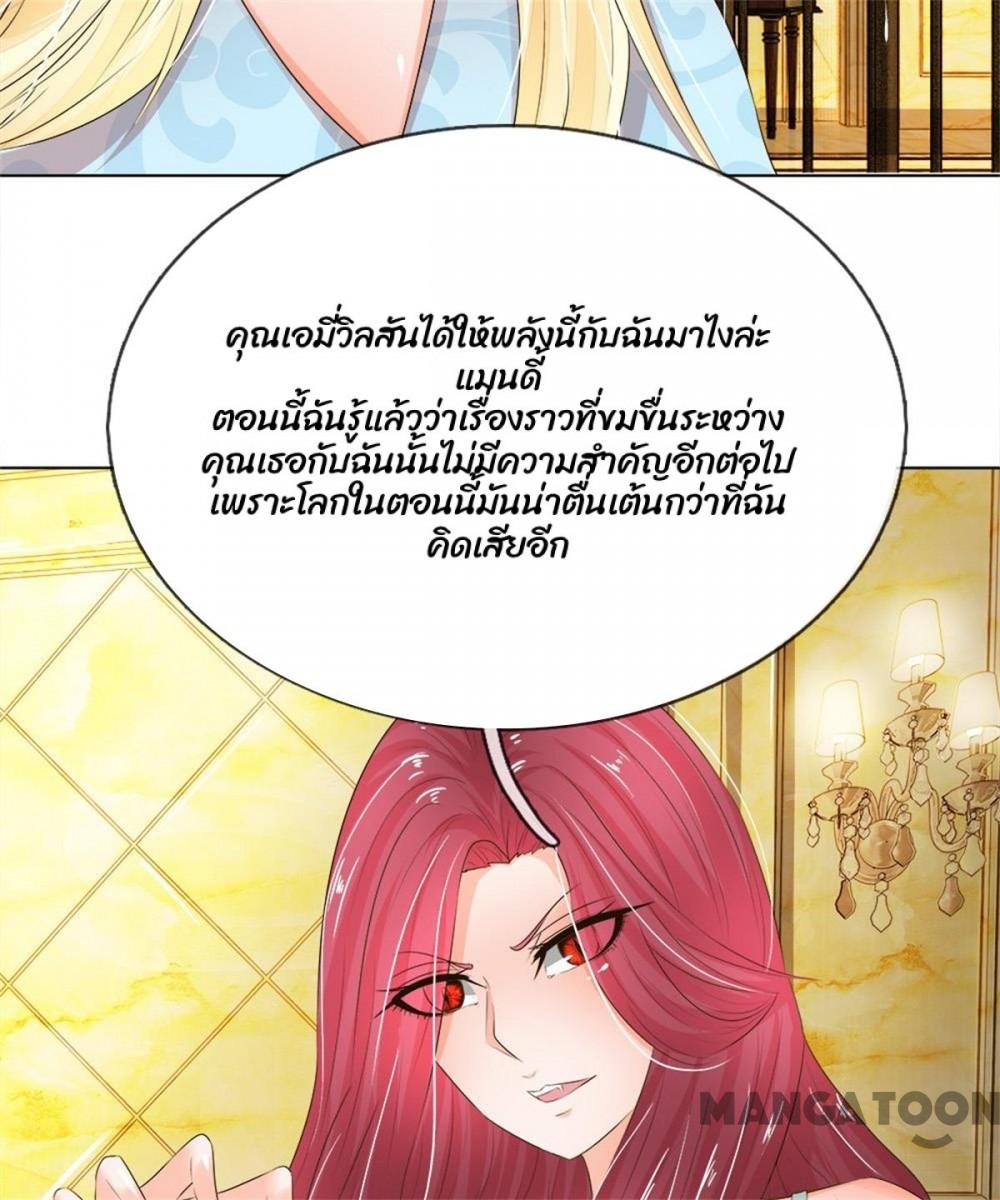 คุณเอมี่วิลสันได้ให้พลังนี้กับฉันมาไงล่ะ
แมนดี้
ตอนนี้ฉันรู้แล้วว่าเรื่องราวที่ขมขื่นระหว่าง
คุณเธอกับฉันนั้นไม่มีความสำคัญอีกต่อไป
เพราะโลกในตอนนี้มันน่าตื่นเต้นกว่าที่ฉัน
คิดเสียอีก
MANGATOON